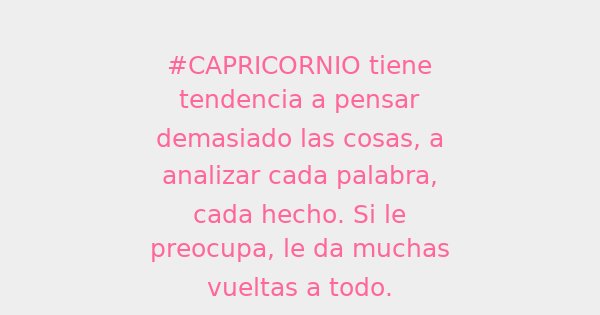 #CAPRICORNIO tiene
tendencia a pensar
demasiado las cosas, a
analizar cada palabra,
cada hecho. Si le
preocupa, le da muchas
vueltas a todo.